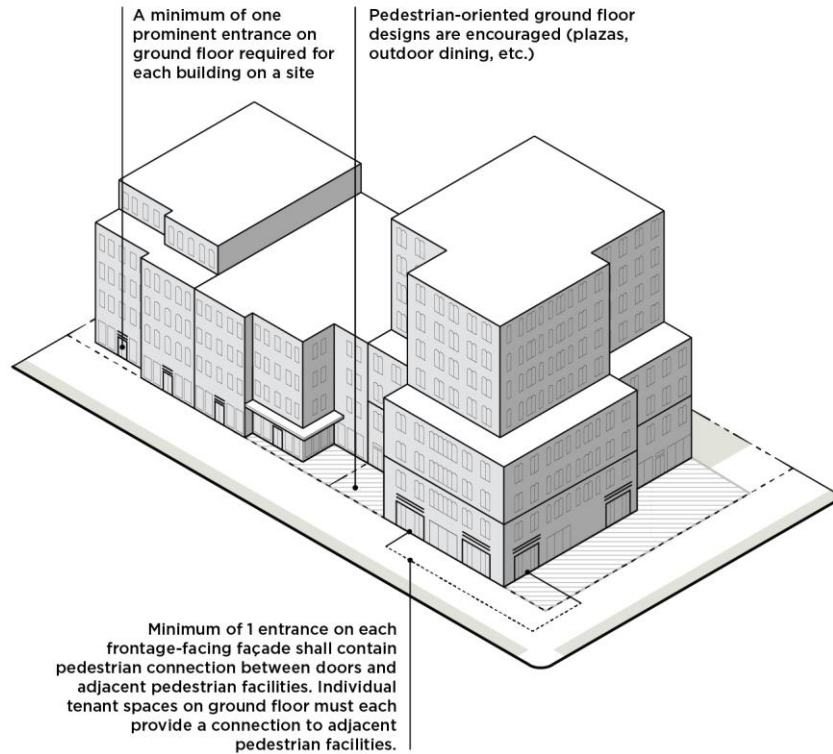 A minimum of one
prominent entrance on
ground floor required for
each building on a site
Pedestrian-oriented ground floor
designs are encouraged (plazas,
outdoor dining, etc.)
Minimum of 1 entrance on each
frontage-facing façade shall contain
pedestrian connection between doors and
adjacent pedestrian facilities. Individual
tenant spaces on ground floor must each
provide a connection to adjacent
pedestrian facilities.